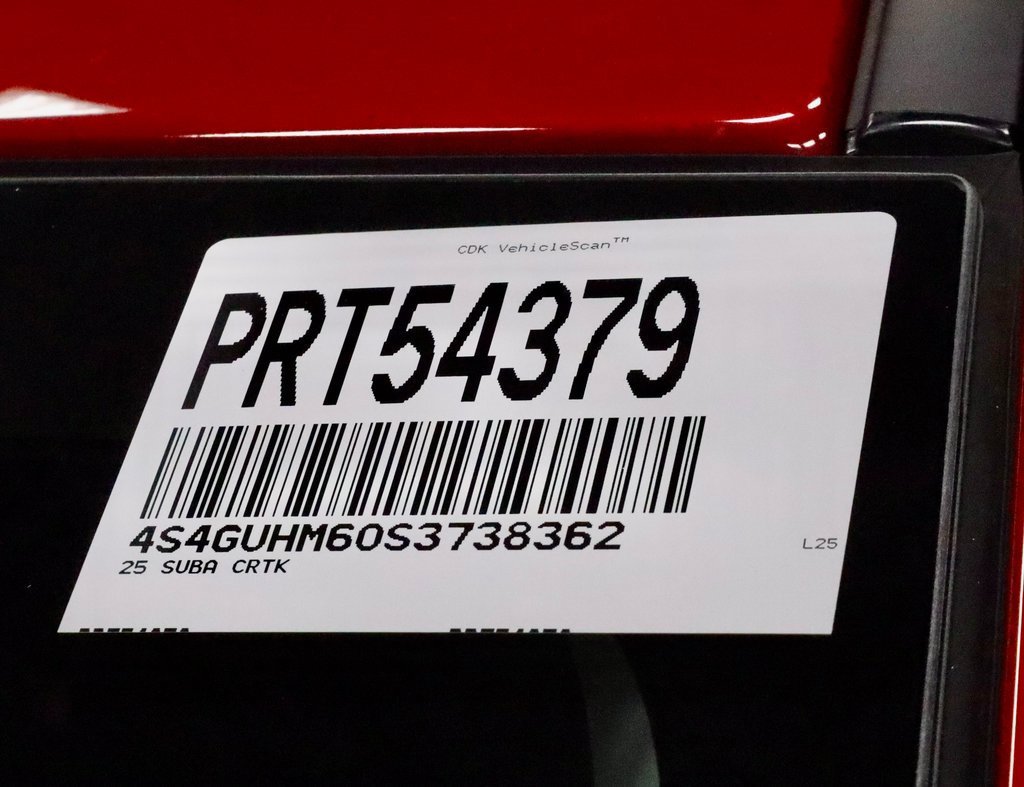 CDK VehicleScan™
PRT54379
4S4GUHM60S3738362
L25
25 SUBA CRTK